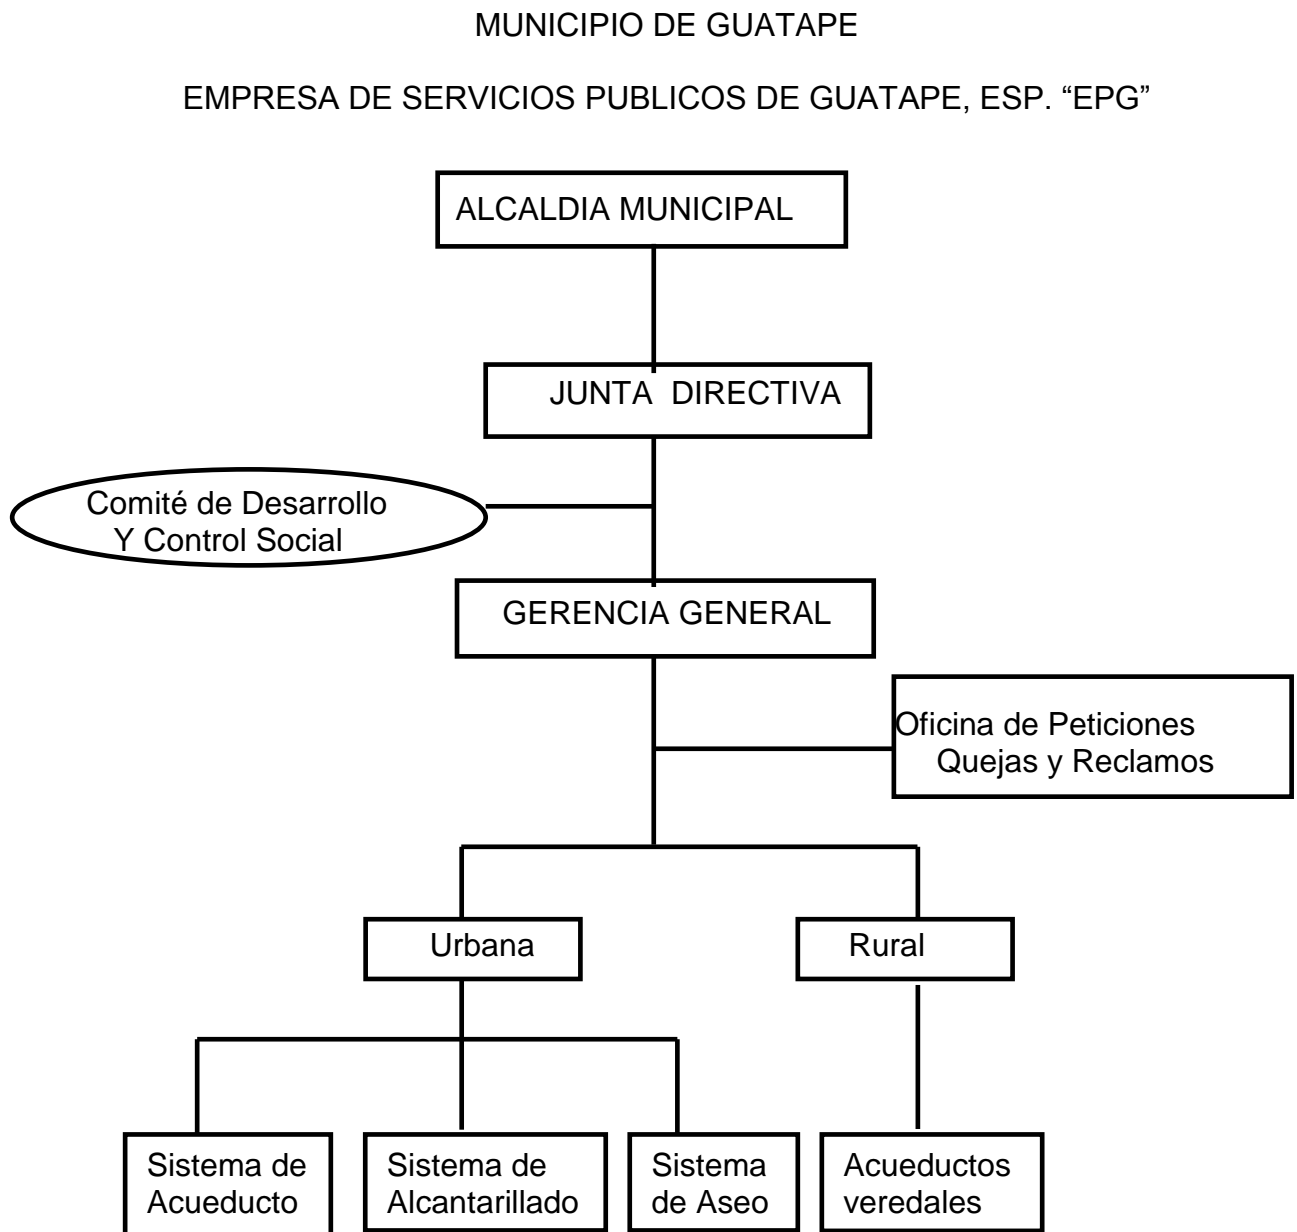 MUNICIPIO DE GUATAPE
EMPRESA DE SERVICIOS PUBLICOS DE GUATAPE, ESP. “EPG”
ALCALDIA MUNICIPAL
JUNTA DIRECTIVA
Comité de Desarrollo
Y Control Social
GERENCIA GENERAL
Oficina de Peticiones
Quejas y Reclamos
Urbana
Rural
Sistema de
Acueducto
Sistema de
Alcantarillado
Sistema
de Aseo
Acueductos
veredales